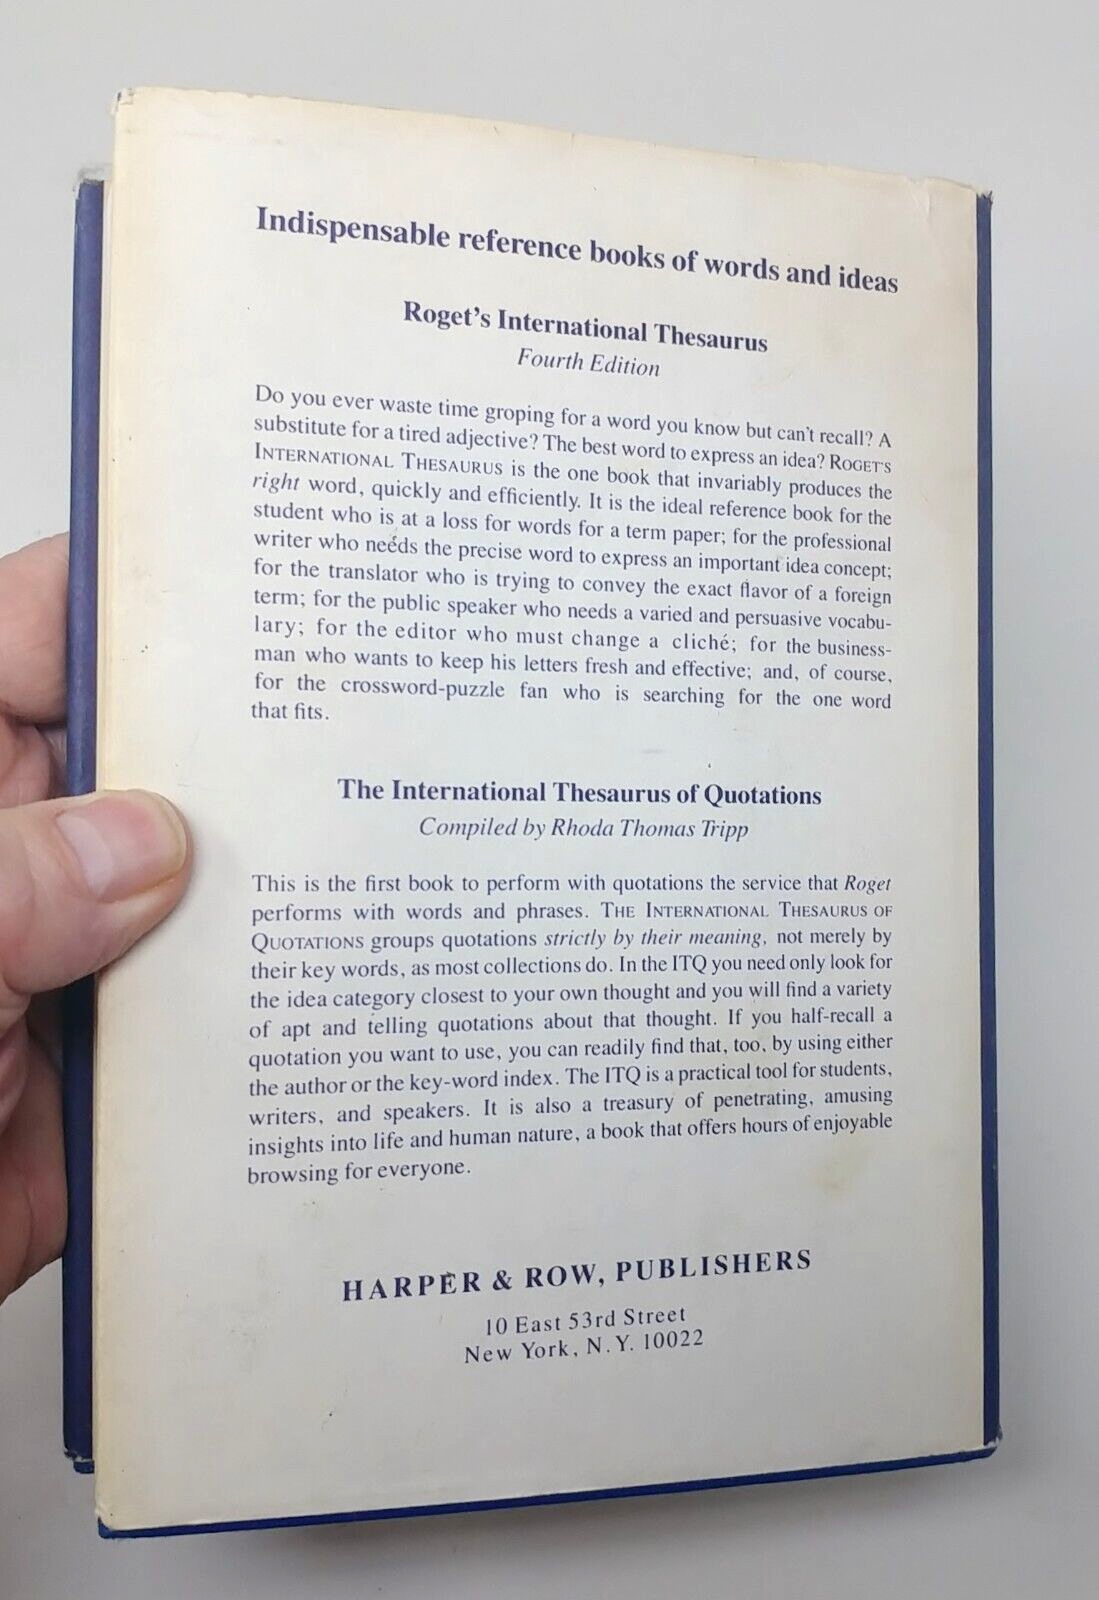 Indispensable reference books of words and ideas
Roget's International Thesaurus
Fourth Edition
Do you ever waste time groping for a word you know but can't recall? A
substitute for a tired adjective? The best word to express an idea? ROGET'S
INTERNATIONAL THESAURUS is the one book that invariably produces the
right word, quickly and efficiently. It is the ideal reference book for the
student who is at a loss for words for a term paper; for the professional
writer who needs the precise word to express an important idea concept;
for the translator who is trying to convey the exact flavor of a foreign
term; for the public speaker who needs a varied and persuasive vocabu-
lary; for the editor who must change a cliché; for the business-
man who wants to keep his letters fresh and effective; and, of course,
for the crossword-puzzle fan who is searching for the one word
that fits.
The International Thesaurus of Quotations
Compiled by Rhoda Thomas Tripp
This is the first book to perform with quotations the service that Roget
performs with words and phrases. THE INTERNATIONAL THESAURUS OF
QUOTATIONS groups quotations strictly by their meaning, not merely by
their key words, as most collections do. In the ITQ you need only look for
the idea category closest to your own thought and you will find a variety
of apt and telling quotations about that thought. If you half-recall a
quotation you want to use, you can readily find that, too, by using either
the author or the key-word index. The ITQ is a practical tool for students,
writers, and speakers. It is also a treasury of penetrating, amusing
insights into life and human nature, a book that offers hours of enjoyable
browsing for everyone.
HARPER & ROW, PUBLISHERS
10 East 53rd Street
New York, N.Y. 10022